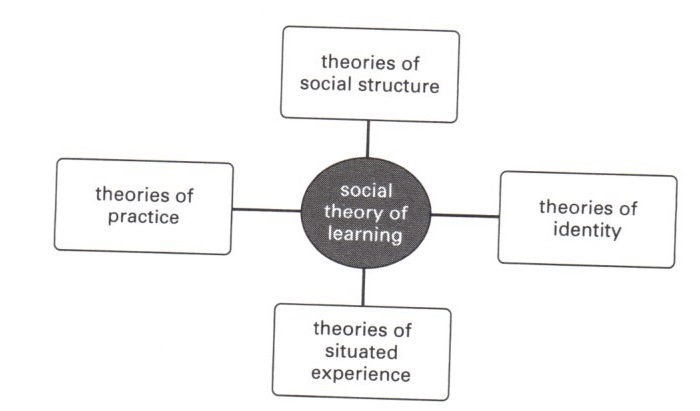 theories of
social structure
theories of
practice
social
theory of
learning
theories of
identity
theories of
situated
experience